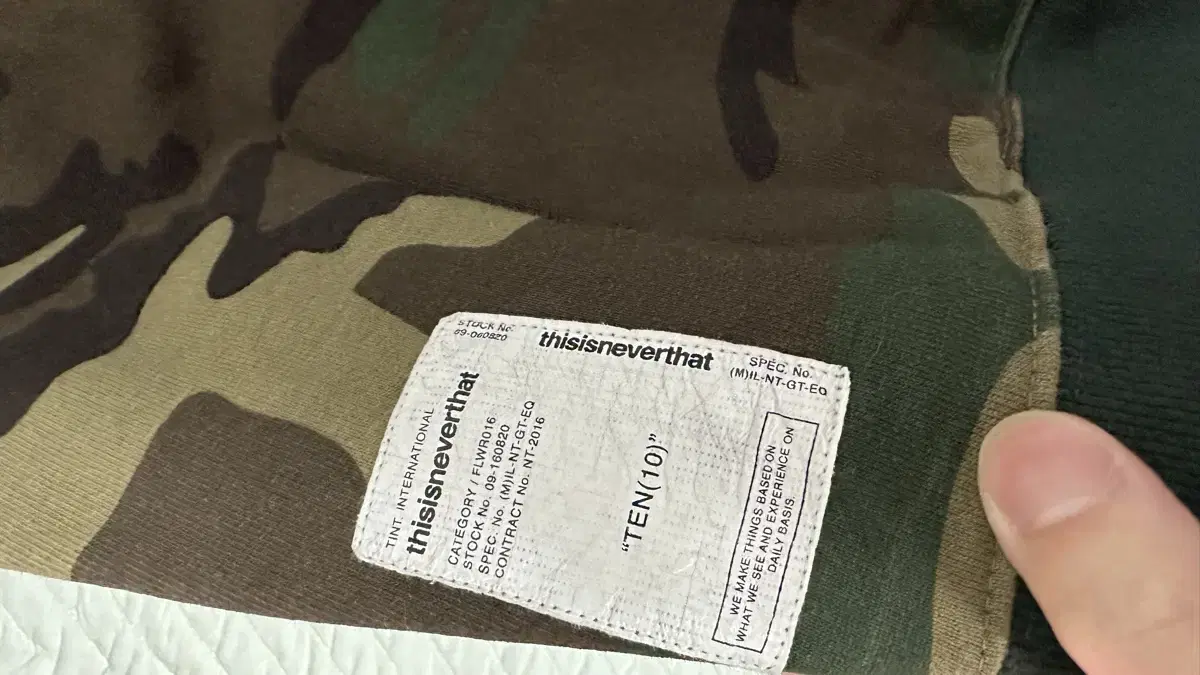 STOCK No.
09-060820
thisisneverthat
SPEC. No.
(M)IL-NT-GT-EQ
TINT. INTERNATIONAL
thisisneverthat
CATEGORY / FLWR016
STOCK No. 09-160820
SPEC. No. (M)IL-NT-GT-EQ
CONTRACT No. NT-2016
“TEN(10)”
WE MAKE THINGS BASED ON
WHAT WE SEE AND EXPERIENCE ON
DAILY BASIS.